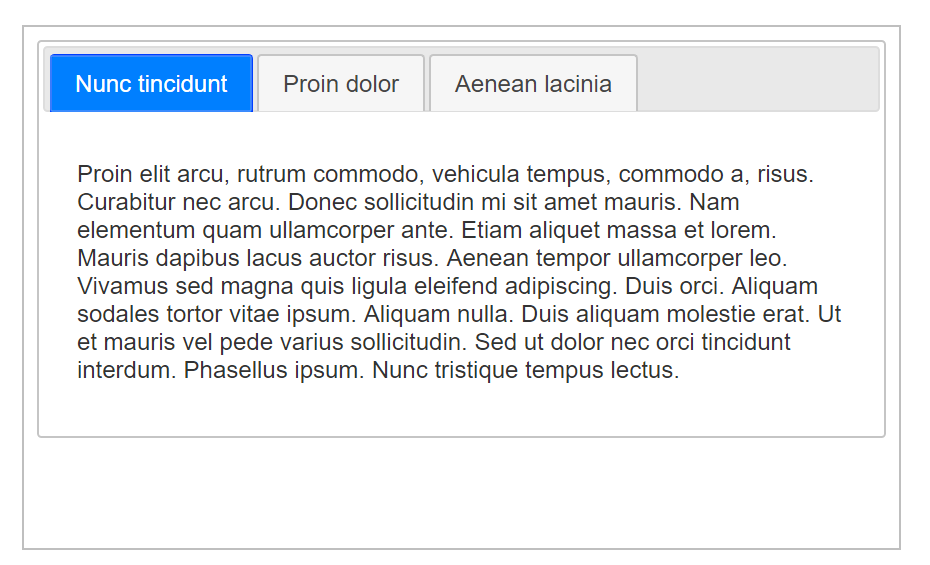 Nunc tincidunt Proin dolor Aenean lacinia
Proin elit arcu, rutrum commodo, vehicula tempus, commodo a, risus.
Curabitur nec arcu. Donec sollicitudin mi sit amet mauris. Nam
elementum quam ullamcorper ante. Etiam aliquet massa et lorem.
Mauris dapibus lacus auctor risus. Aenean tempor ullamcorper leo.
Vivamus sed magna quis ligula eleifend adipiscing. Duis orci. Aliquam
sodales tortor vitae ipsum. Aliquam nulla. Duis aliquam molestie erat. Ut
et mauris vel pede varius sollicitudin. Sed ut dolor nec orci tincidunt
interdum. Phasellus ipsum. Nunc tristique tempus lectus.